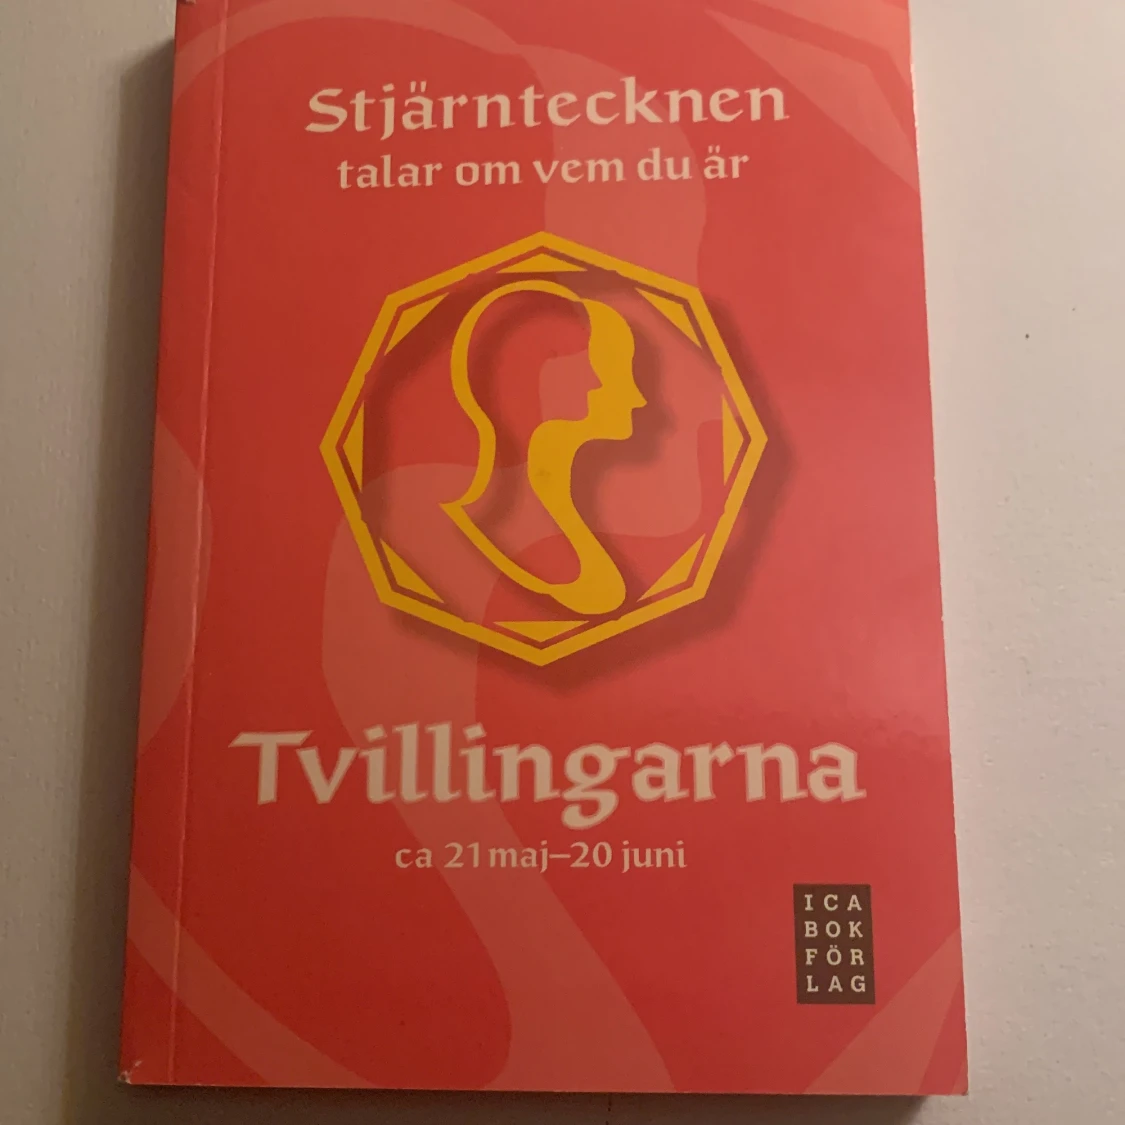 Stjärntecknen
talar om vem du är
Tvillingarna
ca 21 maj–20 juni
ICA
BOK
FÖR
LAG